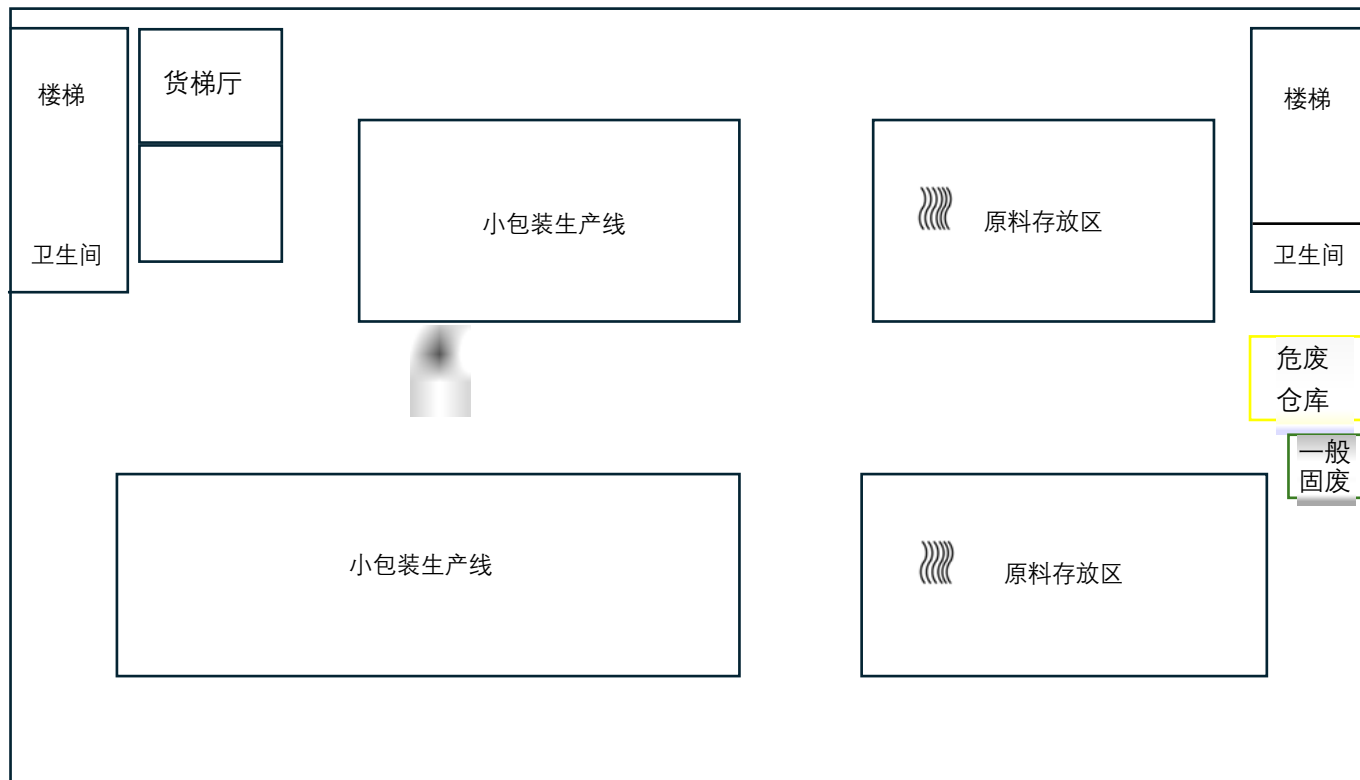 货梯厅
楼梯
楼梯
小包装生产线
原料存放区
卫生间
卫生间
危废
仓库
一般
固废
小包装生产线
原料存放区